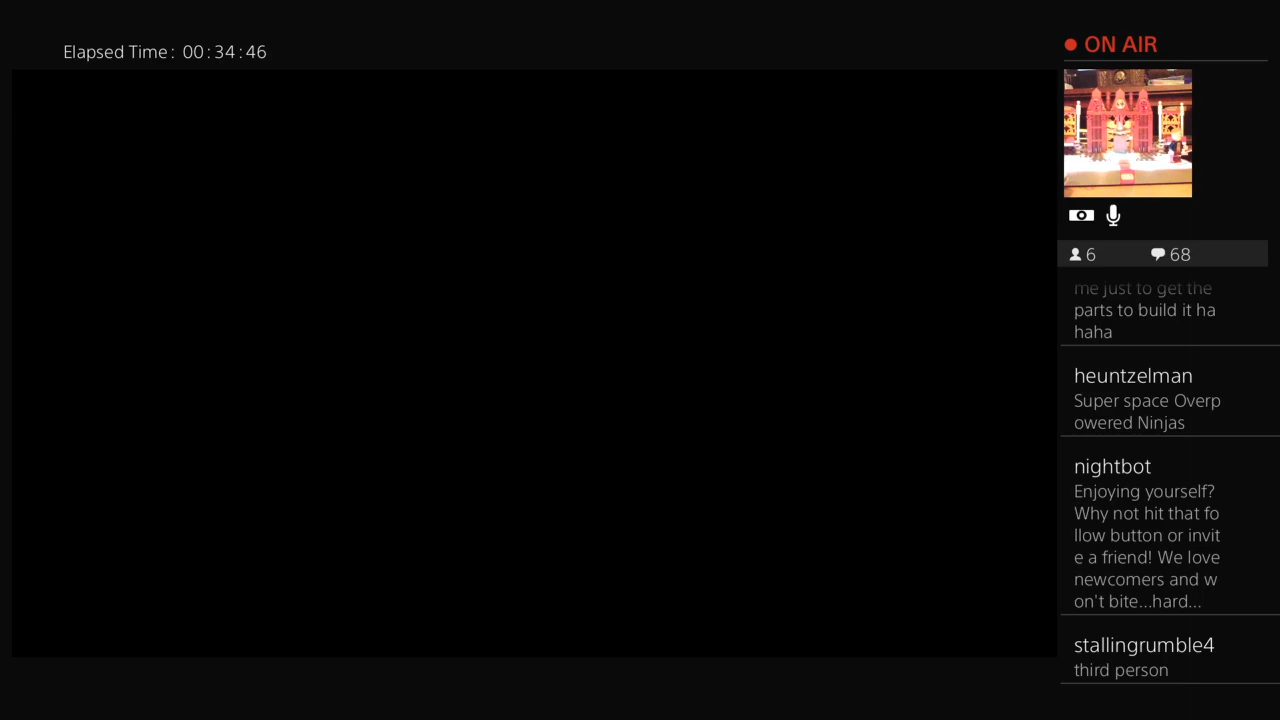 Elapsed Time: 00:34:46
ON AIR
6 68
me just to get the
parts to build it ha
haha
heuntzelman
Super space Overp
owered Ninjas
nightbot
Enjoying yourself?
Why not hit that fo
llow button or invit
e a friend! We love
newcomers and w
on't bite...hard...
stallingrumble4
third person